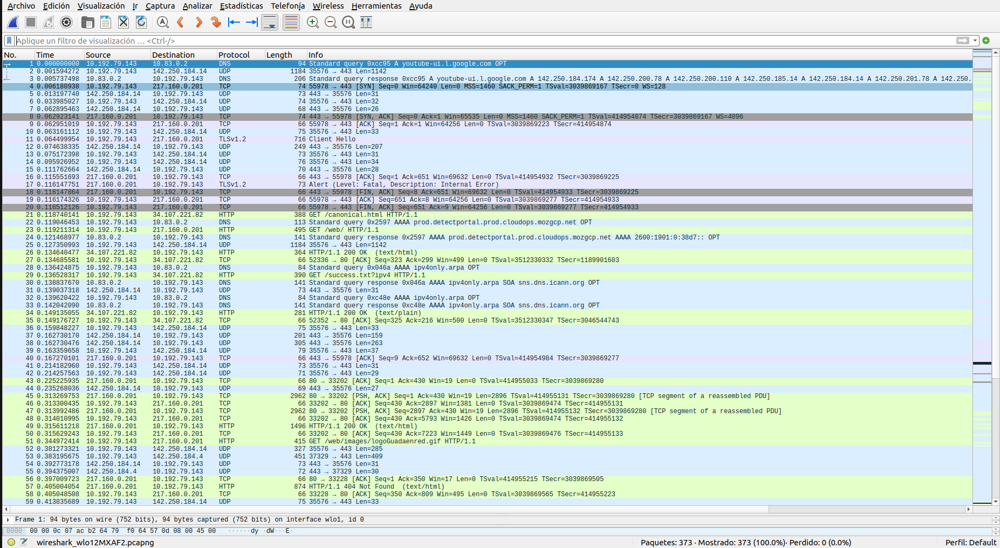 Archivo Edición Visualización Ir Captura Analizar Estadísticas Telefonía Wireless Herramientas Ayuda
Aplique un filtro de visualización … <Ctrl-/>
No. Time Source Destination Protocol Length Info
1 0.000000000 10.192.79.143 10.83.0.2 DNS 94 Standard query 0xcc95 A youtube-ui.l.google.com OPT
2 0.001594272 10.192.79.143 142.250.184.14 UDP 1184 35576 → 443 Len=1142
3 0.005737498 10.83.0.2 10.192.79.143 DNS 206 Standard query response 0xcc95 A youtube-ui.l.google.com A 142.250.184.174 A 142.250.200.78 A 142.250.200.110 A 142.250.185.14 A 142.250.184.14 A 142.250.201.78 A 142.250.
4 0.006180938 10.192.79.143 217.160.0.201 TCP 74 55978 → 443 [SYN] Seq=0 Win=64240 Len=0 MSS=1460 SACK_PERM=1 TSval=3039869167 TSecr=0 WS=128
5 0.013197740 142.250.184.14 10.192.79.143 UDP 73 443 → 35576 Len=31
6 0.033985027 10.192.79.143 142.250.184.14 UDP 74 35576 → 443 Len=32
7 0.062895463 142.250.184.14 10.192.79.143 UDP 68 443 → 35576 Len=26
8 0.062923141 217.160.0.201 10.192.79.143 TCP 74 443 → 55978 [SYN, ACK] Seq=0 Ack=1 Win=65535 Len=0 MSS=1460 SACK_PERM=1 TSval=414954874 TSecr=3039869167 WS=4096
9 0.062951019 10.192.79.143 217.160.0.201 TCP 66 55978 → 443 [ACK] Seq=1 Ack=1 Win=64256 Len=0 TSval=3039869223 TSecr=414954874
10 0.063161112 10.192.79.143 142.250.184.14 UDP 75 35576 → 443 Len=33
11 0.064499954 10.192.79.143 217.160.0.201 TLSv1.2 716 Client Hello
12 0.074638335 142.250.184.14 10.192.79.143 UDP 249 443 → 35576 Len=207
13 0.075172398 10.192.79.143 142.250.184.14 UDP 73 35576 → 443 Len=31
14 0.095926952 10.192.79.143 142.250.184.14 UDP 76 35576 → 443 Len=34
15 0.111762664 142.250.184.14 10.192.79.143 UDP 70 443 → 35576 Len=28
16 0.115551693 217.160.0.201 10.192.79.143 TCP 66 443 → 55978 [ACK] Seq=1 Ack=651 Win=69632 Len=0 TSval=414954932 TSecr=3039869225
17 0.116147751 217.160.0.201 10.192.79.143 TLSv1.2 73 Alert (Level: Fatal, Description: Internal Error)
18 0.116147864 217.160.0.201 10.192.79.143 TCP 66 443 → 55978 [FIN, ACK] Seq=8 Ack=651 Win=69632 Len=0 TSval=414954933 TSecr=3039869225
19 0.116174326 10.192.79.143 217.160.0.201 TCP 66 55978 → 443 [ACK] Seq=651 Ack=8 Win=64256 Len=0 TSval=3039869277 TSecr=414954933
20 0.116512126 10.192.79.143 217.160.0.201 TCP 66 55978 → 443 [FIN, ACK] Seq=651 Ack=9 Win=64256 Len=0 TSval=3039869277 TSecr=414954933
21 0.118740141 10.192.79.143 34.107.221.82 HTTP 388 GET /canonical.html HTTP/1.1
22 0.119046453 10.192.79.143 10.83.0.2 DNS 113 Standard query 0x2597 AAAA prod.detectportal.prod.cloudops.mozgcp.net OPT
23 0.119211314 10.192.79.143 217.160.0.201 HTTP 495 GET /web/ HTTP/1.1
24 0.121468977 10.83.0.2 10.192.79.143 DNS 141 Standard query response 0x2597 AAAA prod.detectportal.prod.cloudops.mozgcp.net AAAA 2600:1901:0:38d7:: OPT
25 0.127350993 10.192.79.143 142.250.184.14 UDP 1184 35576 → 443 Len=1142
26 0.134640477 34.107.221.82 10.192.79.143 HTTP 364 HTTP/1.1 200 OK (text/html)
27 0.134685581 10.192.79.143 34.107.221.82 TCP 66 52336 → 80 [ACK] Seq=323 Ack=299 Win=499 Len=0 TSval=3512330332 TSecr=1189901603
28 0.136424875 10.192.79.143 10.83.0.2 DNS 84 Standard query 0x046a AAAA ipv4only.arpa OPT
29 0.136528317 10.192.79.143 34.107.221.82 HTTP 390 GET /success.txt?ipv4 HTTP/1.1
30 0.138837670 10.83.0.2 10.192.79.143 DNS 141 Standard query response 0x046a AAAA ipv4only.arpa SOA sns.dns.icann.org OPT
31 0.139037318 142.250.184.14 10.192.79.143 UDP 73 443 → 35576 Len=31
32 0.139620422 10.192.79.143 10.83.0.2 DNS 84 Standard query 0xc48e AAAA ipv4only.arpa OPT
33 0.142042090 10.83.0.2 10.192.79.143 DNS 141 Standard query response 0xc48e AAAA ipv4only.arpa SOA sns.dns.icann.org OPT
34 0.149135055 34.107.221.82 10.192.79.143 HTTP 281 HTTP/1.1 200 OK (text/plain)
35 0.149176727 10.192.79.143 34.107.221.82 TCP 66 52352 → 80 [ACK] Seq=325 Ack=216 Win=500 Len=0 TSval=3512330347 TSecr=3046544743
36 0.159848227 10.192.79.143 142.250.184.14 UDP 75 35576 → 443 Len=33
37 0.162730170 142.250.184.14 10.192.79.143 UDP 201 443 → 35576 Len=159
38 0.162730476 142.250.184.14 10.192.79.143 UDP 305 443 → 35576 Len=263
39 0.163359658 10.192.79.143 142.250.184.14 UDP 79 35576 → 443 Len=37
40 0.167270101 217.160.0.201 10.192.79.143 TCP 66 443 → 55978 [ACK] Seq=9 Ack=652 Win=69632 Len=0 TSval=414954984 TSecr=3039869277
41 0.214182960 10.192.79.143 142.250.184.14 UDP 73 35576 → 443 Len=31
42 0.214257563 10.192.79.143 142.250.184.14 UDP 71 35576 → 443 Len=29
43 0.225225935 217.160.0.201 10.192.79.143 TCP 66 80 → 33202 [ACK] Seq=1 Ack=430 Win=19 Len=0 TSval=414955033 TSecr=3039869280
44 0.235268036 142.250.184.14 10.192.79.143 UDP 69 443 → 35576 Len=27
45 0.313269753 217.160.0.201 10.192.79.143 TCP 2962 80 → 33202 [PSH, ACK] Seq=1 Ack=430 Win=19 Len=2896 TSval=414955131 TSecr=3039869280 [TCP segment of a reassembled PDU]
46 0.313300435 10.192.79.143 217.160.0.201 TCP 66 33202 → 80 [ACK] Seq=430 Ack=2897 Win=1381 Len=0 TSval=3039869474 TSecr=414955131
47 0.313992486 217.160.0.201 10.192.79.143 TCP 2962 80 → 33202 [PSH, ACK] Seq=2897 Ack=430 Win=19 Len=2896 TSval=414955132 TSecr=3039869280 [TCP segment of a reassembled PDU]
48 0.314010995 10.192.79.143 217.160.0.201 TCP 66 33202 → 80 [ACK] Seq=430 Ack=5793 Win=1426 Len=0 TSval=3039869474 TSecr=414955132
49 0.315611218 217.160.0.201 10.192.79.143 HTTP 1496 HTTP/1.1 200 OK (text/html)
50 0.315629243 10.192.79.143 217.160.0.201 TCP 66 33202 → 80 [ACK] Seq=430 Ack=7223 Win=1449 Len=0 TSval=3039869476 TSecr=414955133
51 0.344972414 10.192.79.143 217.160.0.201 HTTP 415 GET /web/images/logoGuadaenred.gif HTTP/1.1
52 0.381273321 10.192.79.143 142.250.184.14 UDP 327 35576 → 443 Len=285
53 0.383195675 10.192.79.143 142.250.184.4 UDP 451 37329 → 443 Len=409
54 0.392773178 142.250.184.14 10.192.79.143 UDP 73 443 → 35576 Len=31
55 0.394375007 142.250.184.4 10.192.79.143 UDP 72 443 → 37329 Len=30
56 0.397009723 217.160.0.201 10.192.79.143 TCP 66 80 → 33228 [ACK] Seq=1 Ack=350 Win=17 Len=0 TSval=414955215 TSecr=3039869505
57 0.405004054 217.160.0.201 10.192.79.143 HTTP 874 HTTP/1.1 404 Not Found (text/html)
58 0.405048508 10.192.79.143 217.160.0.201 TCP 66 33228 → 80 [ACK] Seq=350 Ack=809 Win=495 Len=0 TSval=3039869565 TSecr=414955223
59 0.413835689 10.192.79.143 142.250.184.14 UDP 75 35576 → 443 Len=33
Frame 1: 94 bytes on wire (752 bits), 94 bytes captured (752 bits) on interface wlo1, id 0
0000 00 00 0c 07 ac b2 64 79 f0 64 57 0d 08 00 45 00 ······dy ·dW···E·
wireshark_wlo12MXAF2.pcapng Paquetes: 373 · Mostrado: 373 (100.0%)· Perdido: 0 (0.0%) Perfil: Default